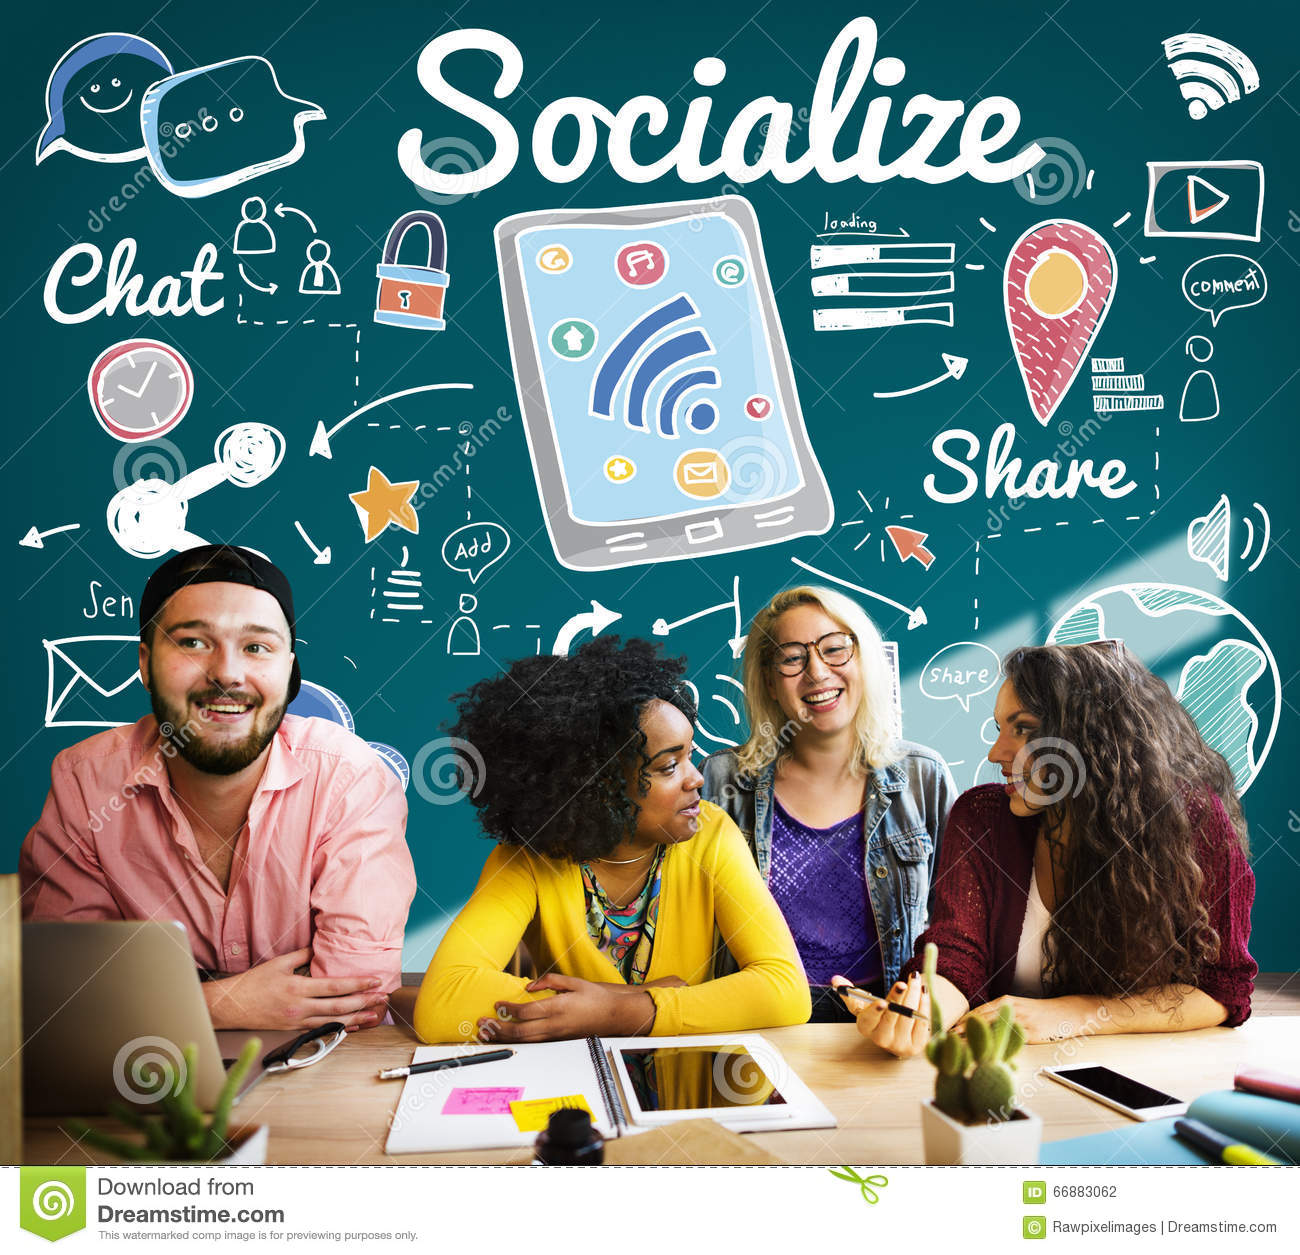 Socialize
loading
Chat
comment
Share
Add
Sen
share
Download from
Dreamstime.com
This watermarked comp image is for previewing purposes only.
ID 66883062
© Rawpixelimages | Dreamstime.com